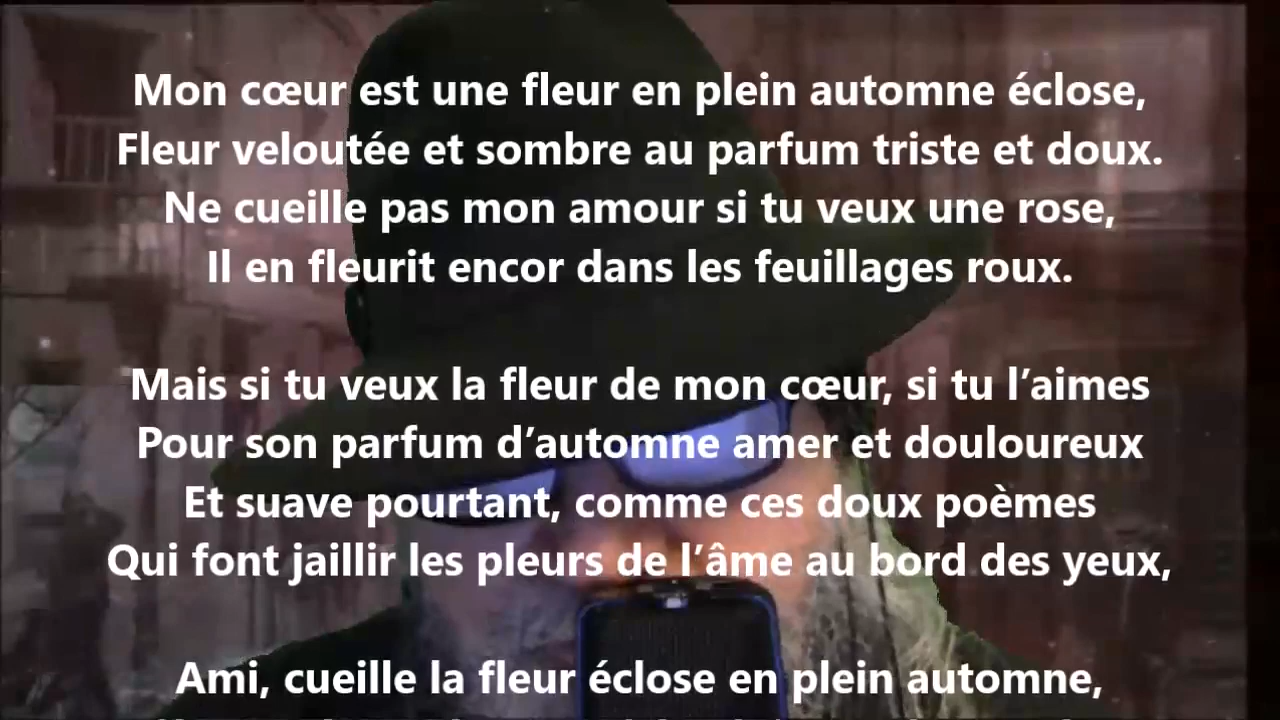 Mon cœur est une fleur en plein automne éclose,
Fleur veloutée et sombre au parfum triste et doux.
Ne cueille pas mon amour si tu veux une rose,
Il en fleurit encor dans les feuillages roux.
Mais si tu veux la fleur de mon cœur, si tu l’aimes
Pour son parfum d’automne amer et douloureux
Et suave pourtant, comme ces doux poèmes
Qui font jaillir les pleurs de l’âme au bord des yeux,
Ami, cueille la fleur éclose en plein automne,